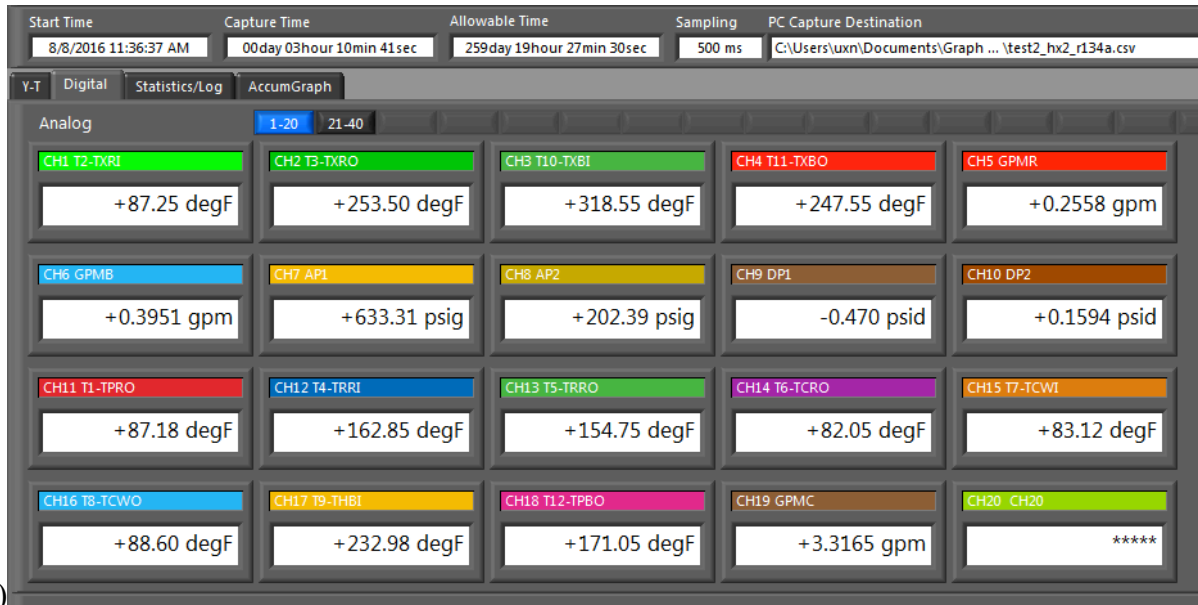 Start Time Capture Time Allowable Time Sampling PC Capture Destination
8/8/2016 11:36:37 AM 00day 03hour 10min 41sec 259day 19hour 27min 30sec 500 ms C:\Users\uxn\Documents\Graph ... \test2_hx2_r134a.csv
Y-T Digital Statistics/Log AccumGraph
Analog 1-20 21-40
CH1 T2-TXRI CH2 T3-TXRO CH3 T10-TXBI CH4 T11-TXBO CH5 GPMR
+87.25 degF +253.50 degF +318.55 degF +247.55 degF +0.2558 gpm
CH6 GPMB CH7 AP1 CH8 AP2 CH9 DP1 CH10 DP2
+0.3951 gpm +633.31 psig +202.39 psig -0.470 psid +0.1594 psid
CH11 T1-TPRO CH12 T4-TRRI CH13 T5-TRRO CH14 T6-TCRO CH15 T7-TCWI
+87.18 degF +162.85 degF +154.75 degF +82.05 degF +83.12 degF
CH16 T8-TCWO CH17 T9-THBI CH18 T12-TPBO CH19 GPMC CH20 CH20
+88.60 degF +232.98 degF +171.05 degF +3.3165 gpm *****
)